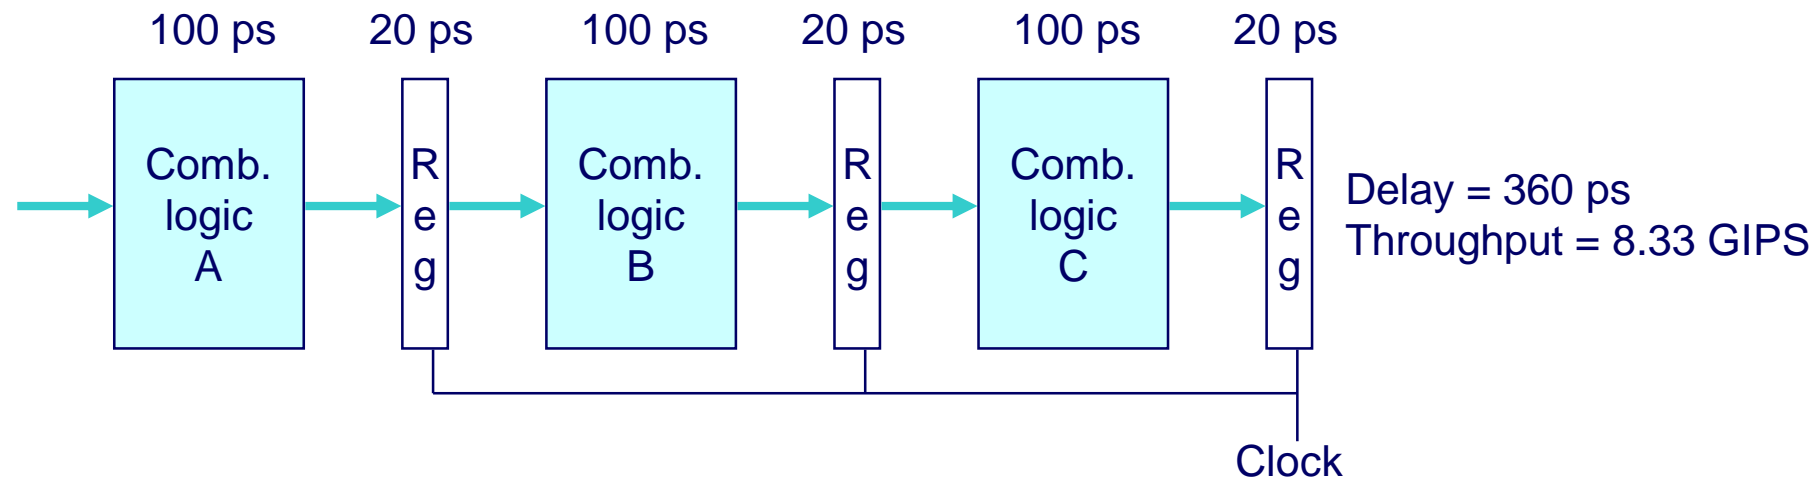 100 ps
20 ps
100 ps
20 ps
100 ps
20 ps
Comb.
logic
A
R
e
g
Comb.
logic
B
R
e
g
Comb.
logic
C
R
e
g
Delay = 360 ps
Throughput = 8.33 GIPS
Clock